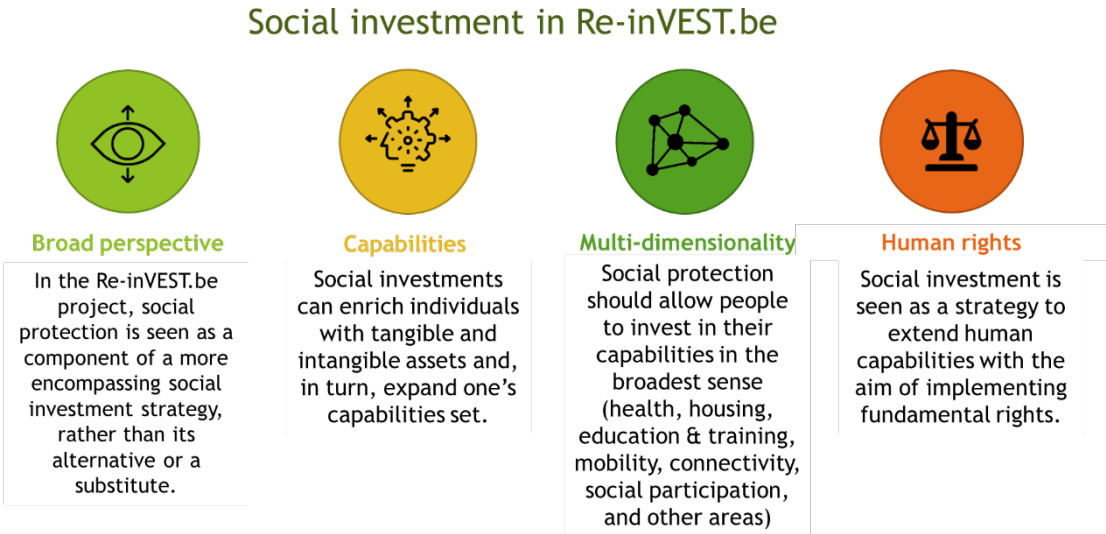 Social investment in Re-inVEST.be
Broad perspective
In the Re-inVEST.be
project, social
protection is seen as a
component of a more
encompassing social
investment strategy,
rather than its
alternative or a
substitute.
Capabilities
Social investments
can enrich individuals
with tangible and
intangible assets and,
in turn, expand one's
capabilities set.
Multi-dimensionality
Social protection
should allow people
to invest in their
capabilities in the
broadest sense
(health, housing,
education & training,
mobility, connectivity,
social participation,
and other areas)
Human rights
Social investment is
seen as a strategy to
extend human
capabilities with the
aim of implementing
fundamental rights.